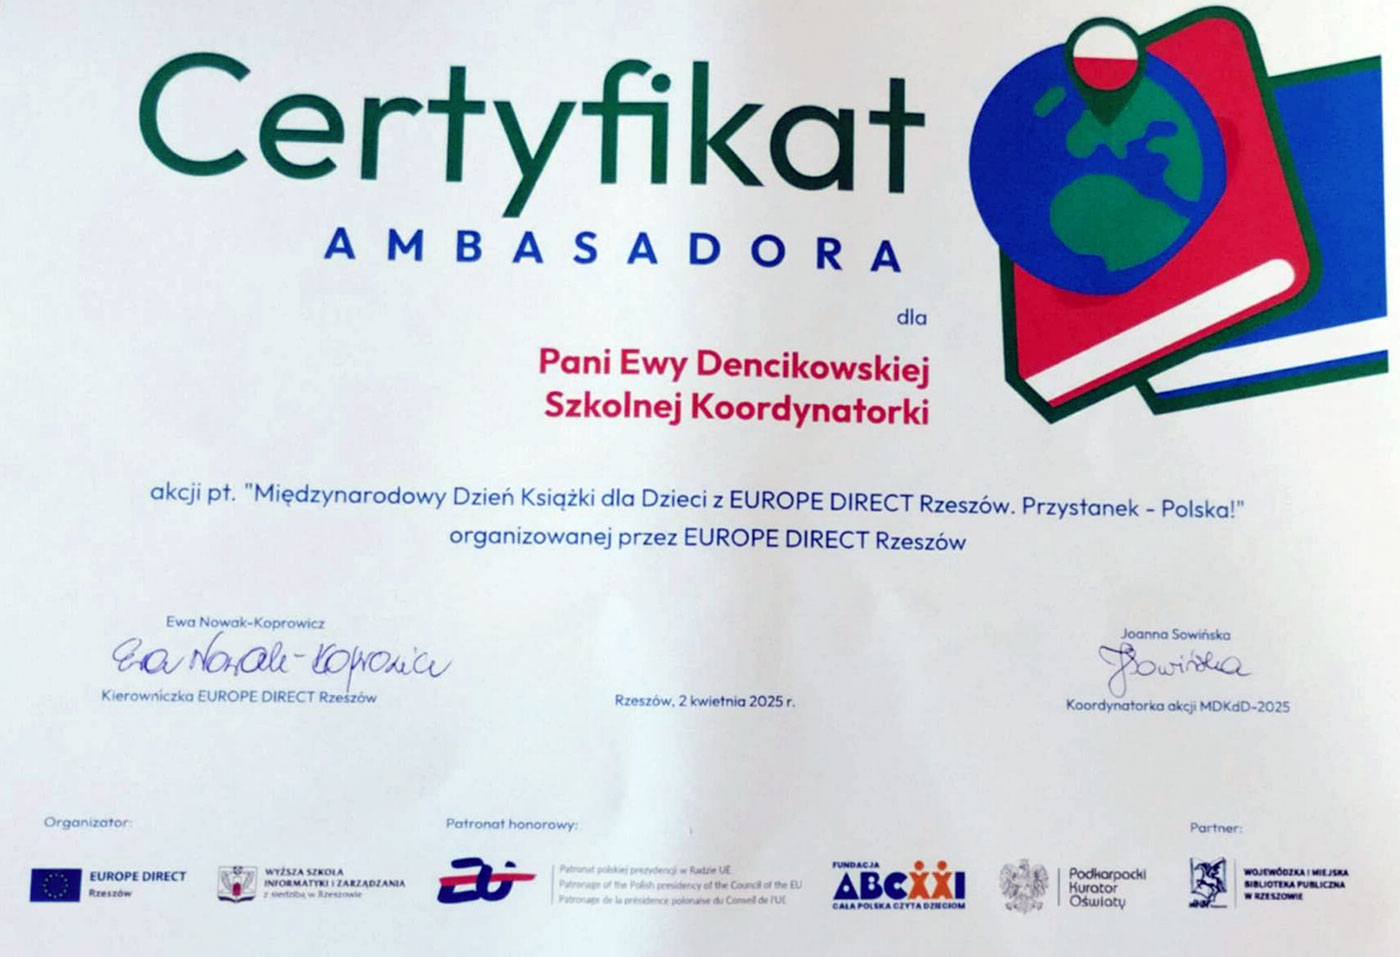 Certyfikat
AMBASADORA
dla
Pani Ewy Dencikowskiej
Szkolnej Koordynatorki
akcji pt. "Międzynarodowy Dzień Książki dla Dzieci z EUROPE DIRECT Rzeszów. Przystanek - Polska!"
organizowanej przez EUROPE DIRECT Rzeszów
Ewa Nowak-Koprowicz
Ewa Nowak-Koprowicz
Kierowniczka EUROPE DIRECT Rzeszów
Rzeszów, 2 kwietnia 2025 r.
Joanna Sowińska
JSowińska
Koordynatorka akcji MDKdD-2025
Organizator:
EUROPE DIRECT
Rzeszów
WYŻSZA SZKOŁA
INFORMATYKI i ZARZĄDZANIA
z siedzibą w Rzeszowie
Patronat honorowy:
Patronat polskiej prezydencji w Radzie UE
Patronage of the Polish presidency of the Council of the EU
Patronage de la présidence polonaise du Conseil de l'UE
FUNDACJA
ABCXXI
CAŁA POLSKA CZYTA DZIECIOM
Podkarpacki
Kurator
Oświaty
Partner:
WOJEWÓDZKA I MIEJSKA
BIBLIOTEKA PUBLICZNA
W RZESZOWIE